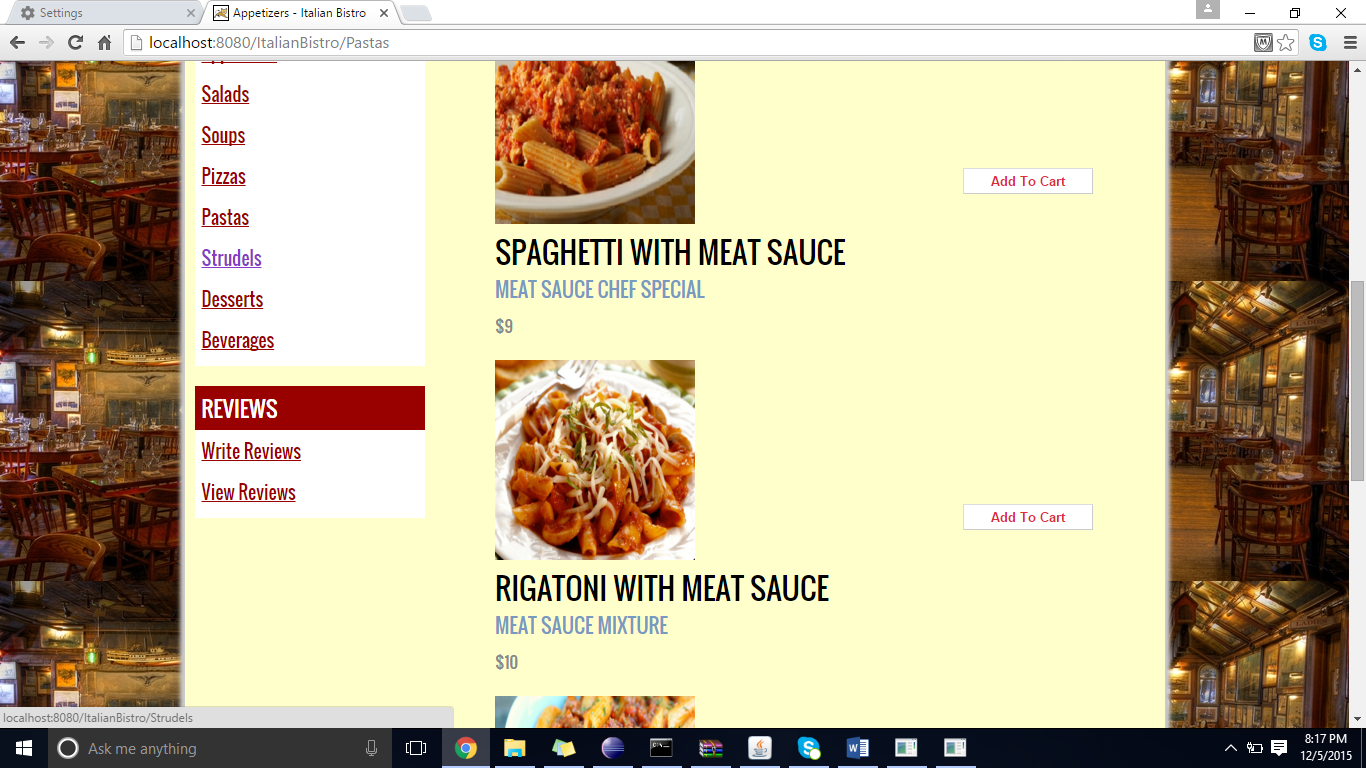 Settings
Appetizers - Italian Bistro
localhost:8080/ItalianBistro/Pastas
Salads
Soups
Pizzas
Pastas
Strudels
Desserts
Beverages
REVIEWS
Write Reviews
View Reviews
Add To Cart
SPAGHETTI WITH MEAT SAUCE
MEAT SAUCE CHEF SPECIAL
$9
Add To Cart
RIGATONI WITH MEAT SAUCE
MEAT SAUCE MIXTURE
$10
localhost:8080/ItalianBistro/Strudels
Ask me anything
8:17 PM
12/5/2015